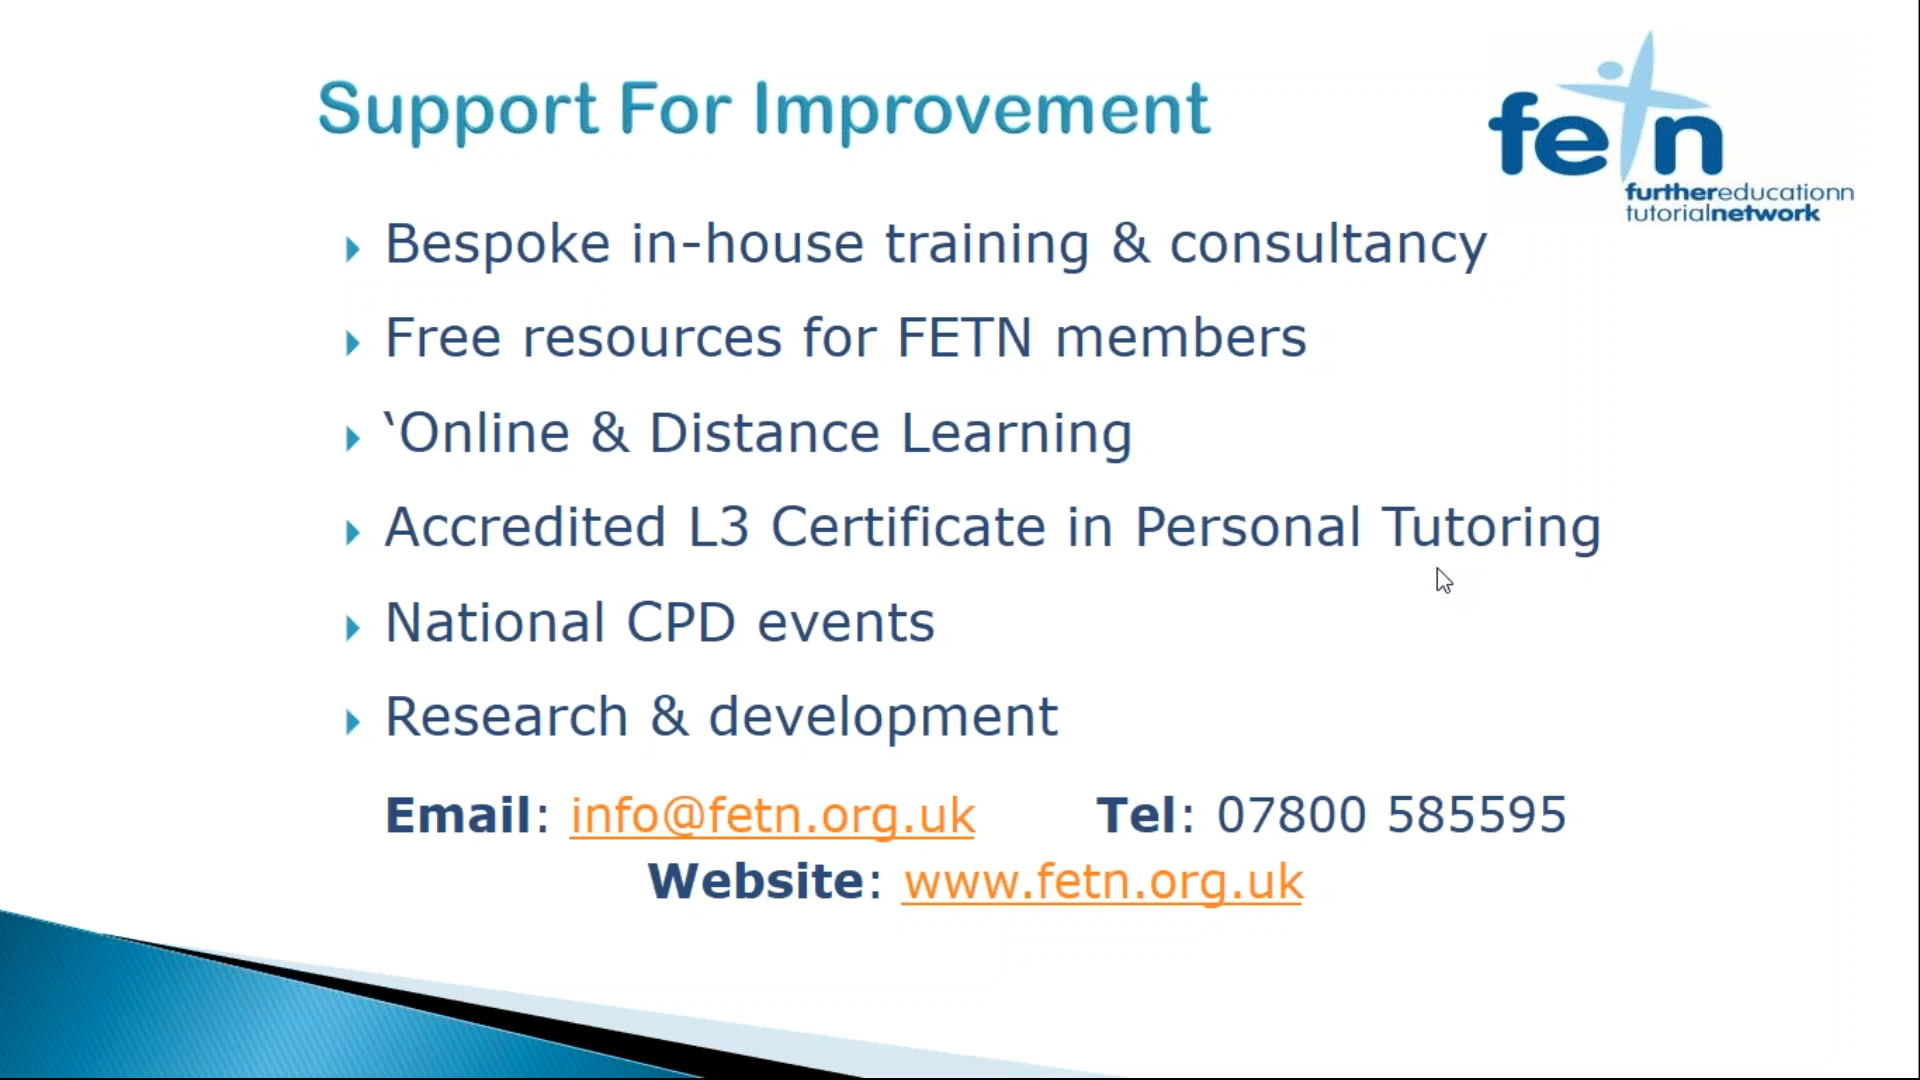 Support For Improvement
fetn
furthereducationn
tutorialnetwork
Bespoke in-house training & consultancy
Free resources for FETN members
‘Online & Distance Learning
Accredited L3 Certificate in Personal Tutoring
National CPD events
Research & development
Email: info@fetn.org.uk Tel: 07800 585595
Website: www.fetn.org.uk